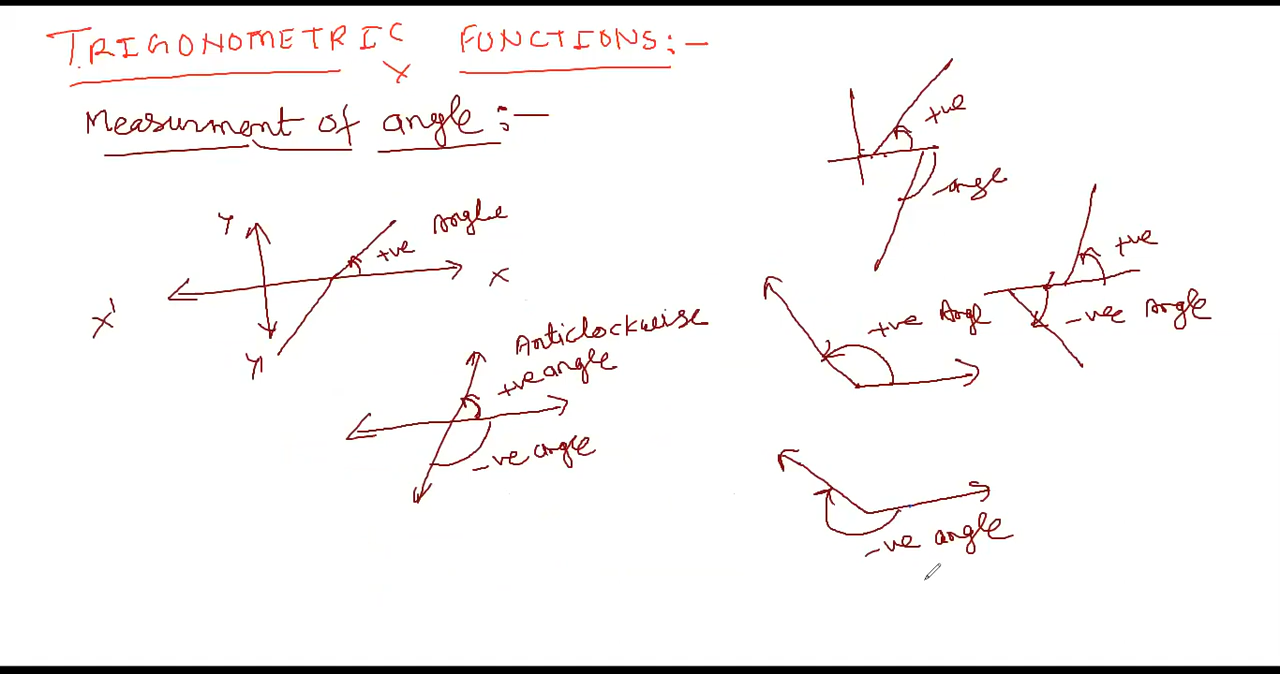 TRIGONOMETRIC FUNCTIONS:-
Measurment of angle:-
+ve
-angle
Y
+ve Angle
X
X'
Y'
+ve
-vee Angle
+ve Angle
Anticlockwise
+ve angle
-ve angle
-ve angle